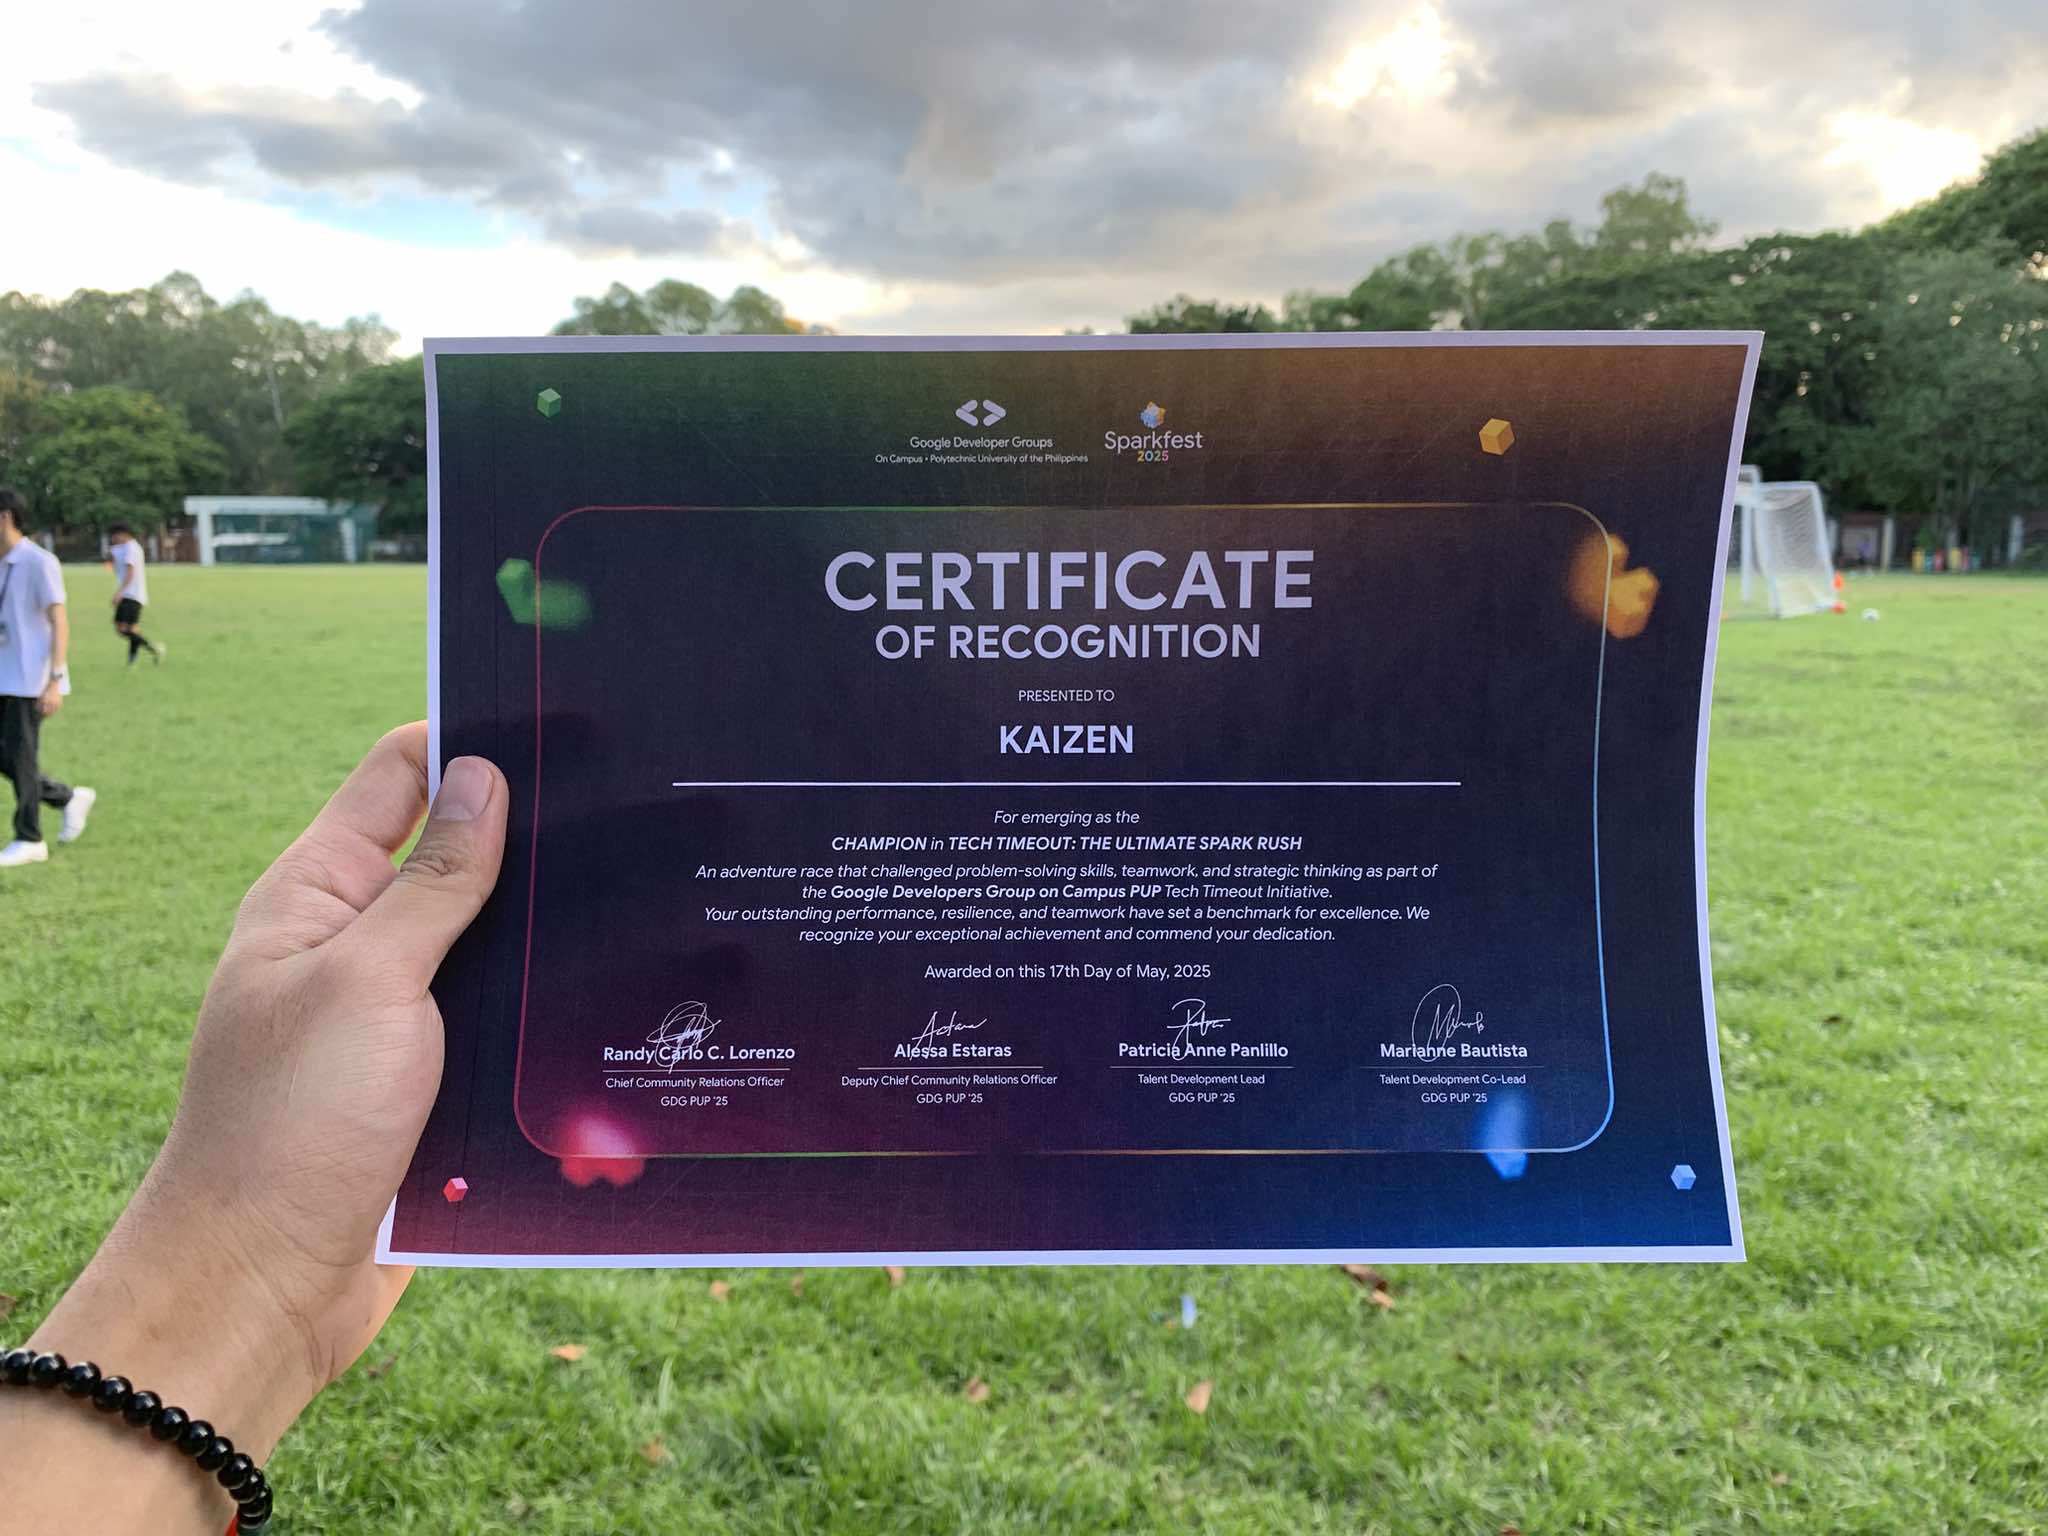 Google Developer Groups
On Campus • Polytechnic University of the Philippines
Sparkfest
2025
CERTIFICATE
OF RECOGNITION
PRESENTED TO
KAIZEN
For emerging as the
CHAMPION in TECH TIMEOUT: THE ULTIMATE SPARK RUSH
An adventure race that challenged problem-solving skills, teamwork, and strategic thinking as part of
the Google Developers Group on Campus PUP Tech Timeout Initiative.
Your outstanding performance, resilience, and teamwork have set a benchmark for excellence. We
recognize your exceptional achievement and commend your dedication.
Awarded on this 17th Day of May, 2025
Randy Carlo C. Lorenzo
Chief Community Relations Officer
GDG PUP '25
Alessa Estaras
Deputy Chief Community Relations Officer
GDG PUP '25
Patricia Anne Panlillo
Talent Development Lead
GDG PUP '25
Marianne Bautista
Talent Development Co-Lead
GDG PUP '25